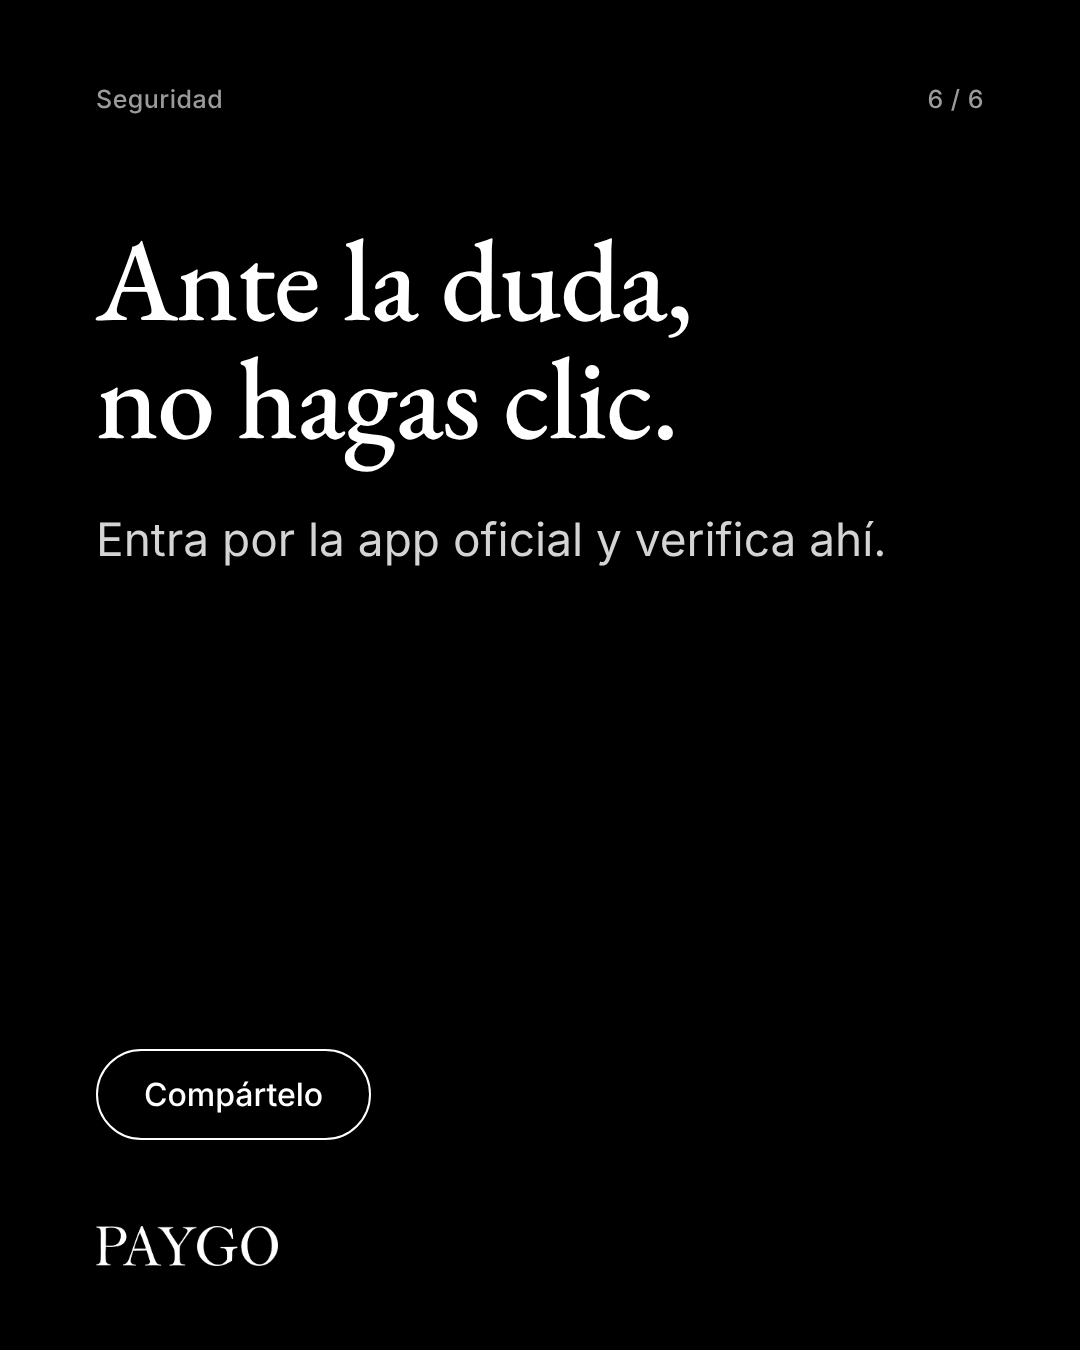 Seguridad
6 / 6
Ante la duda,
no hagas clic.
Entra por la app oficial y verifica ahí.
Compártelo
PAYGO